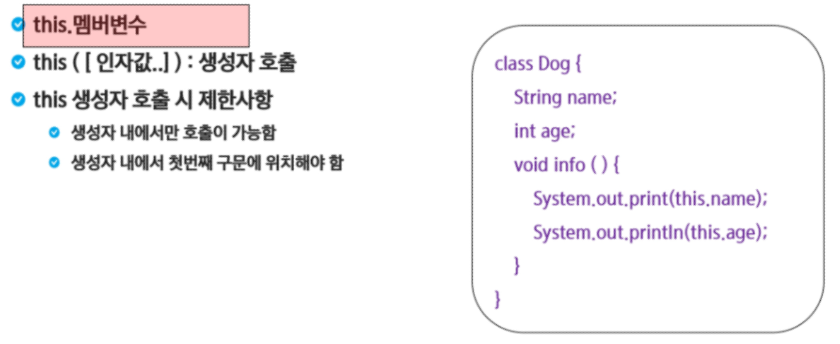 this.멤버변수
this ( [ 인자값..] ) : 생성자 호출
this 생성자 호출 시 제한사항
생성자 내에서만 호출이 가능함
생성자 내에서 첫번째 구문에 위치해야 함
class Dog {
String name;
int age;
void info ( ) {
System.out.print(this.name);
System.out.println(this.age);
}
}